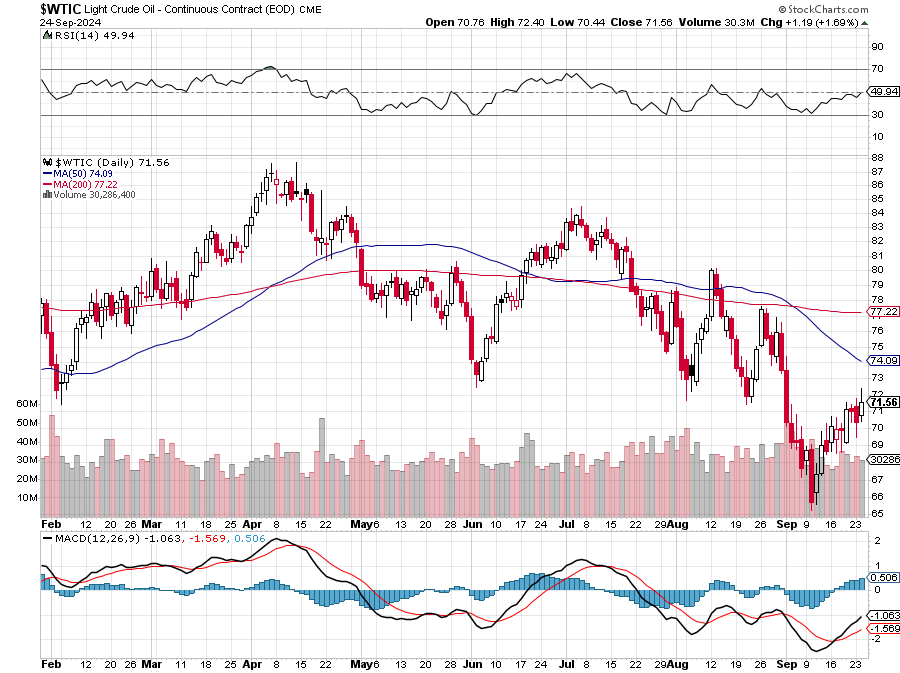 $WTIC Light Crude Oil - Continuous Contract (EOD) CME © StockCharts.com
24-Sep-2024 Open 70.76 High 72.40 Low 70.44 Close 71.56 Volume 30.3M Chg +1.19 (+1.69%)
RSI(14) 49.94
90
70
49.94
30
10
$WTIC (Daily) 71.56
MA(50) 74.09
MA(200) 77.22
Volume 30,286,400
88
87
86
85
84
83
82
81
80
79
78
77.22
76
75
74.09
73
72
71.56
71
70
69
30286
67
66
65
60M
50M
40M
30M
20M
10M
Feb 12 20 26 Mar 11 18 25 Apr 8 15 22 May 6 13 20 28 Jun 10 17 24 Jul 8 15 22 29 Aug 12 19 26 Sep 9 16 23
MACD(12,26,9) -1.063, -1.569, 0.506
2
1
0.506
0
-1.063
-1.569
-2
Feb 12 20 26 Mar 11 18 25 Apr 8 15 22 May 6 13 20 28 Jun 10 17 24 Jul 8 15 22 29 Aug 12 19 26 Sep 9 16 23